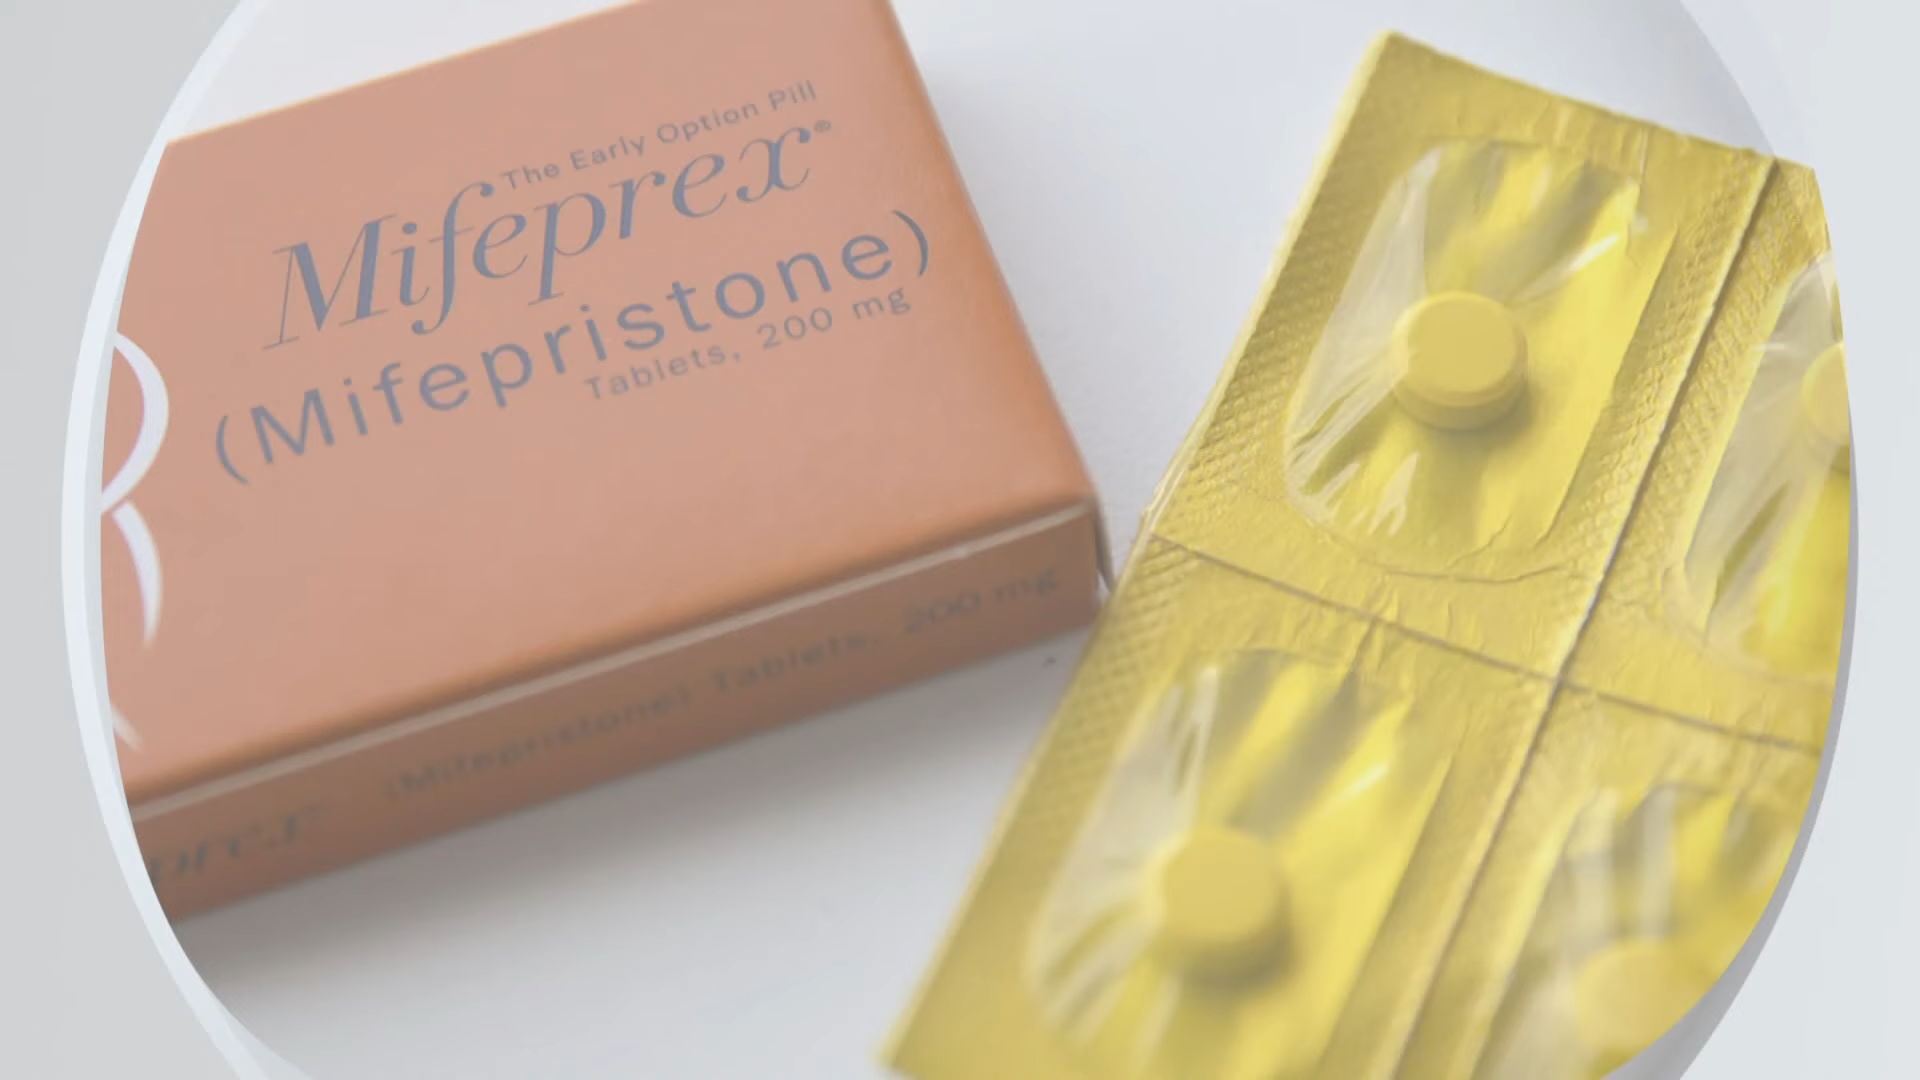 The Early Option Pill
Mifeprex®
(Mifepristone)
Tablets, 200 mg
(Mifepristone) Tablets, 200 mg